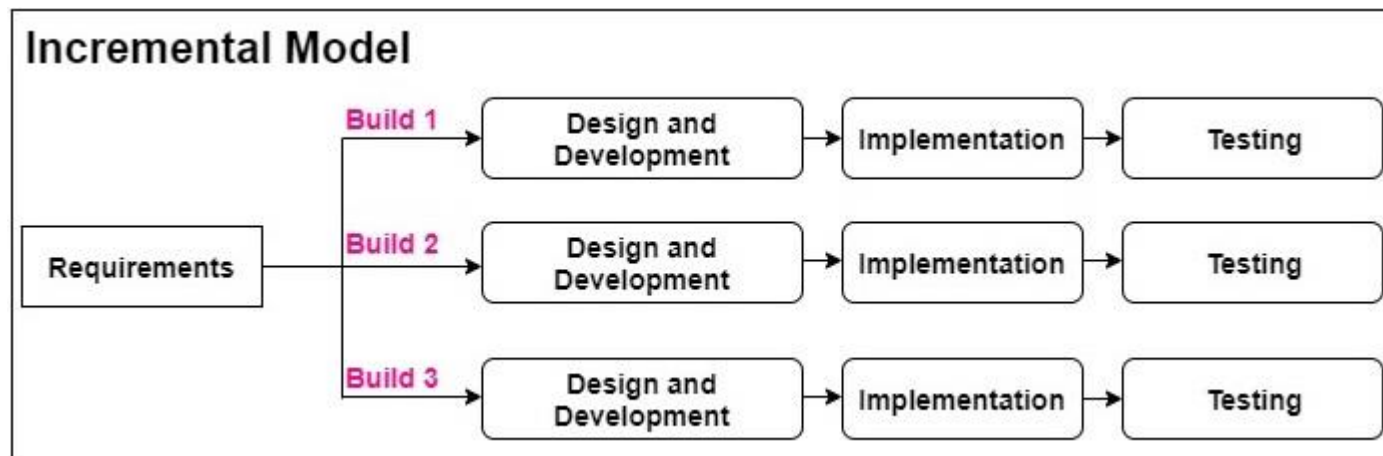 Incremental Model
Build 1
Design and
Development
Implementation
Testing
Requirements
Build 2
Design and
Development
Implementation
Testing
Build 3
Design and
Development
Implementation
Testing